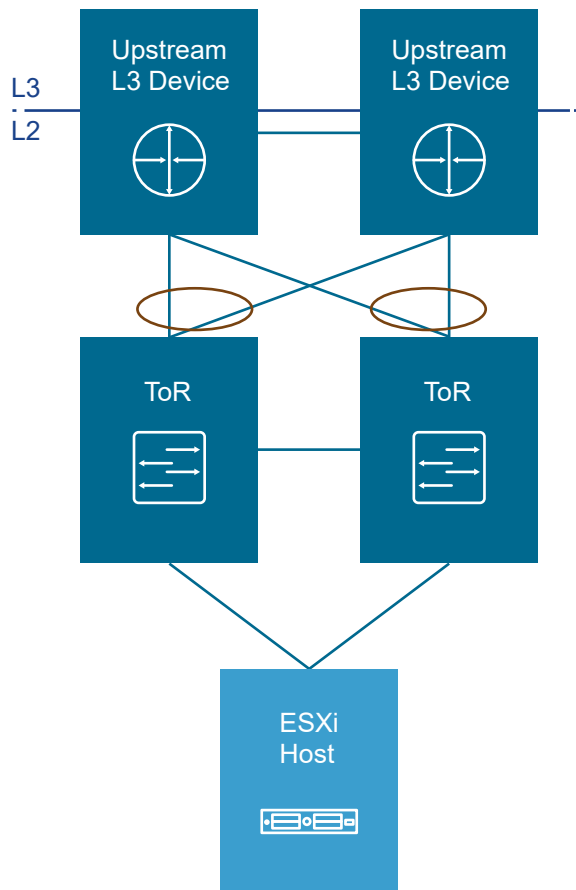 Upstream
L3 Device
Upstream
L3 Device
L3
L2
ToR
ToR
ESXi
Host